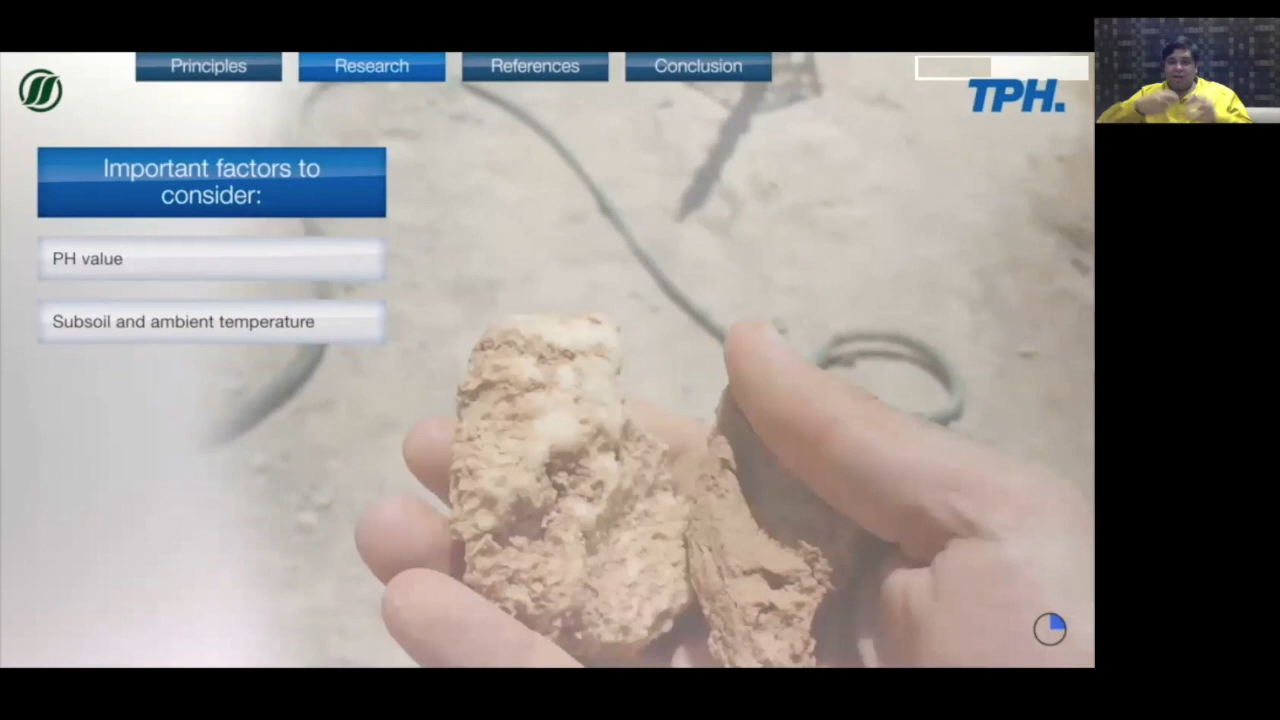 Principles
Research
References
Conclusion
TPH.
Important factors to
consider:
PH value
Subsoil and ambient temperature